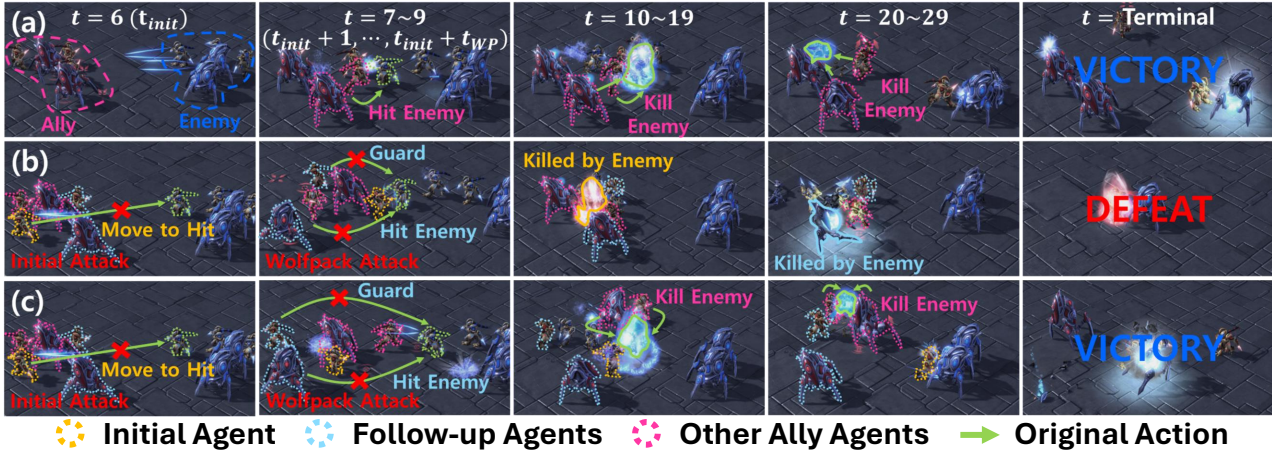 (a)
t = 6 (t_init)
Ally
Enemy
t = 7~9
(t_init + 1, ⋯, t_init + t_WP)
Hit Enemy
t = 10~19
Kill
Enemy
t = 20~29
Kill
Enemy
t = Terminal
VICTORY
(b)
Move to Hit
Initial Attack
Guard
Hit Enemy
Wolfpack Attack
Killed by Enemy
Killed by Enemy
DEFEAT
(c)
Move to Hit
Initial Attack
Guard
Hit Enemy
Wolfpack Attack
Kill Enemy
Kill Enemy
VICTORY
Initial Agent
Follow-up Agents
Other Ally Agents
Original Action